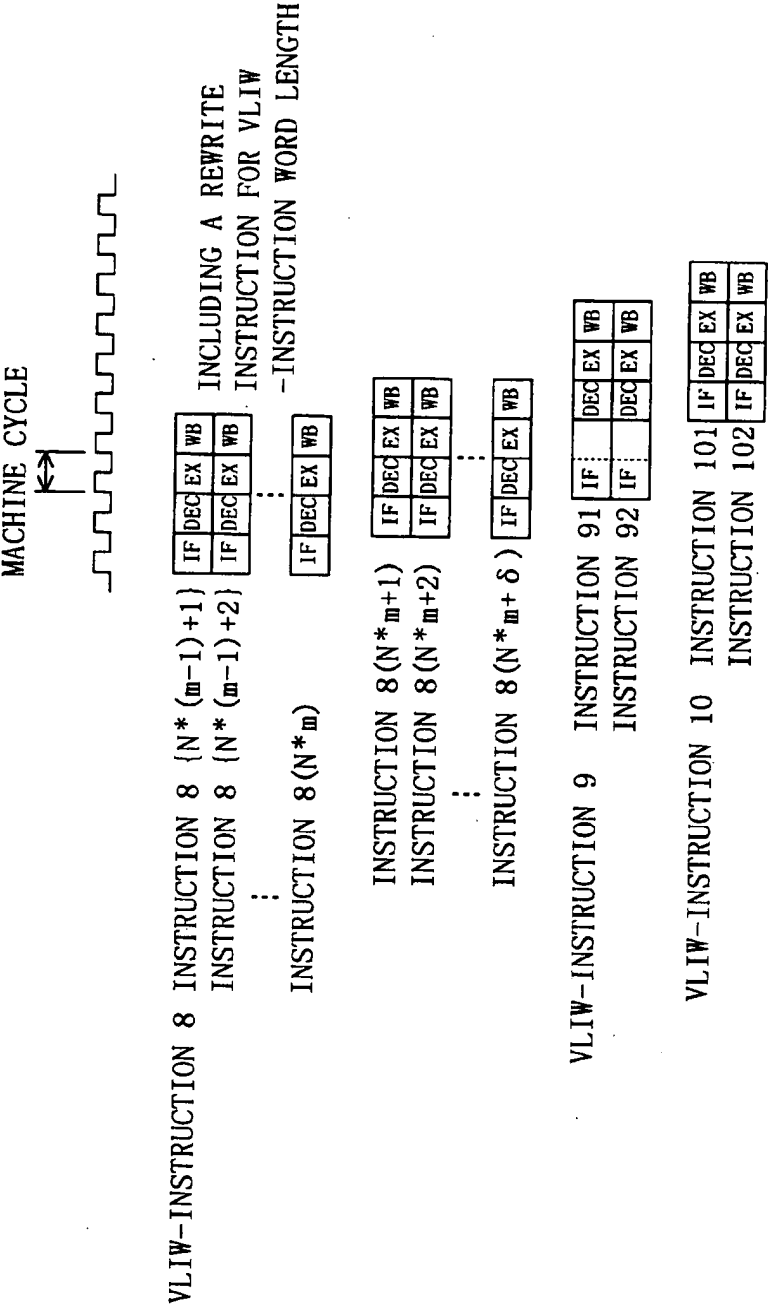 MACHINE CYCLE
VLIW-INSTRUCTION 8 INSTRUCTION 8 {N*(m-1)+1} IF DEC EX WB
INSTRUCTION 8 {N*(m-1)+2} IF DEC EX WB
INSTRUCTION 8(N*m) IF DEC EX WB
INCLUDING A REWRITE
INSTRUCTION FOR VLIW
-INSTRUCTION WORD LENGTH
INSTRUCTION 8(N*m+1) IF DEC EX WB
INSTRUCTION 8(N*m+2) IF DEC EX WB
INSTRUCTION 8(N*m+δ) IF DEC EX WB
VLIW-INSTRUCTION 9 INSTRUCTION 91 IF DEC EX WB
INSTRUCTION 92 IF DEC EX WB
VLIW-INSTRUCTION 10 INSTRUCTION 101 IF DEC EX WB
INSTRUCTION 102 IF DEC EX WB